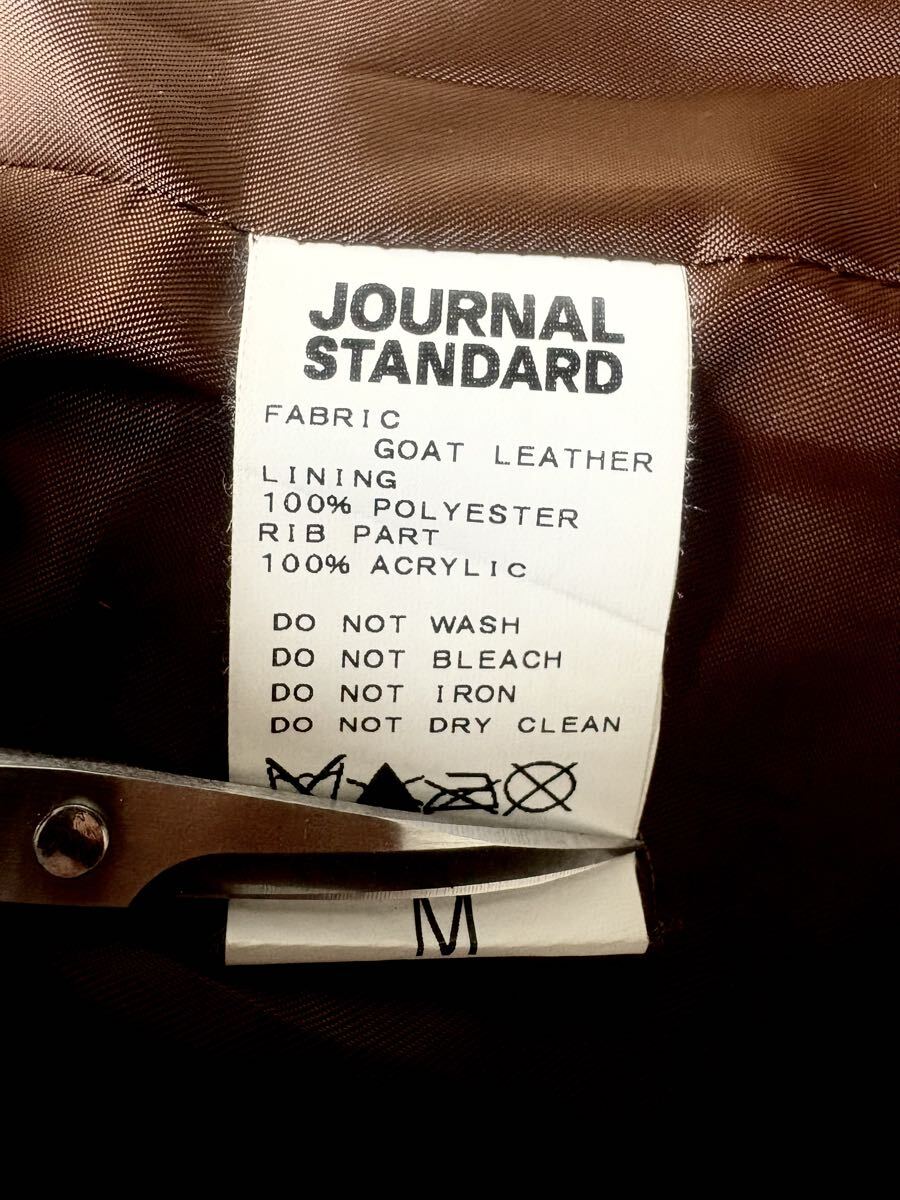 JOURNAL
STANDARD
FABRIC
GOAT LEATHER
LINING
100% POLYESTER
RIB PART
100% ACRYLIC
DO NOT WASH
DO NOT BLEACH
DO NOT IRON
DO NOT DRY CLEAN
M